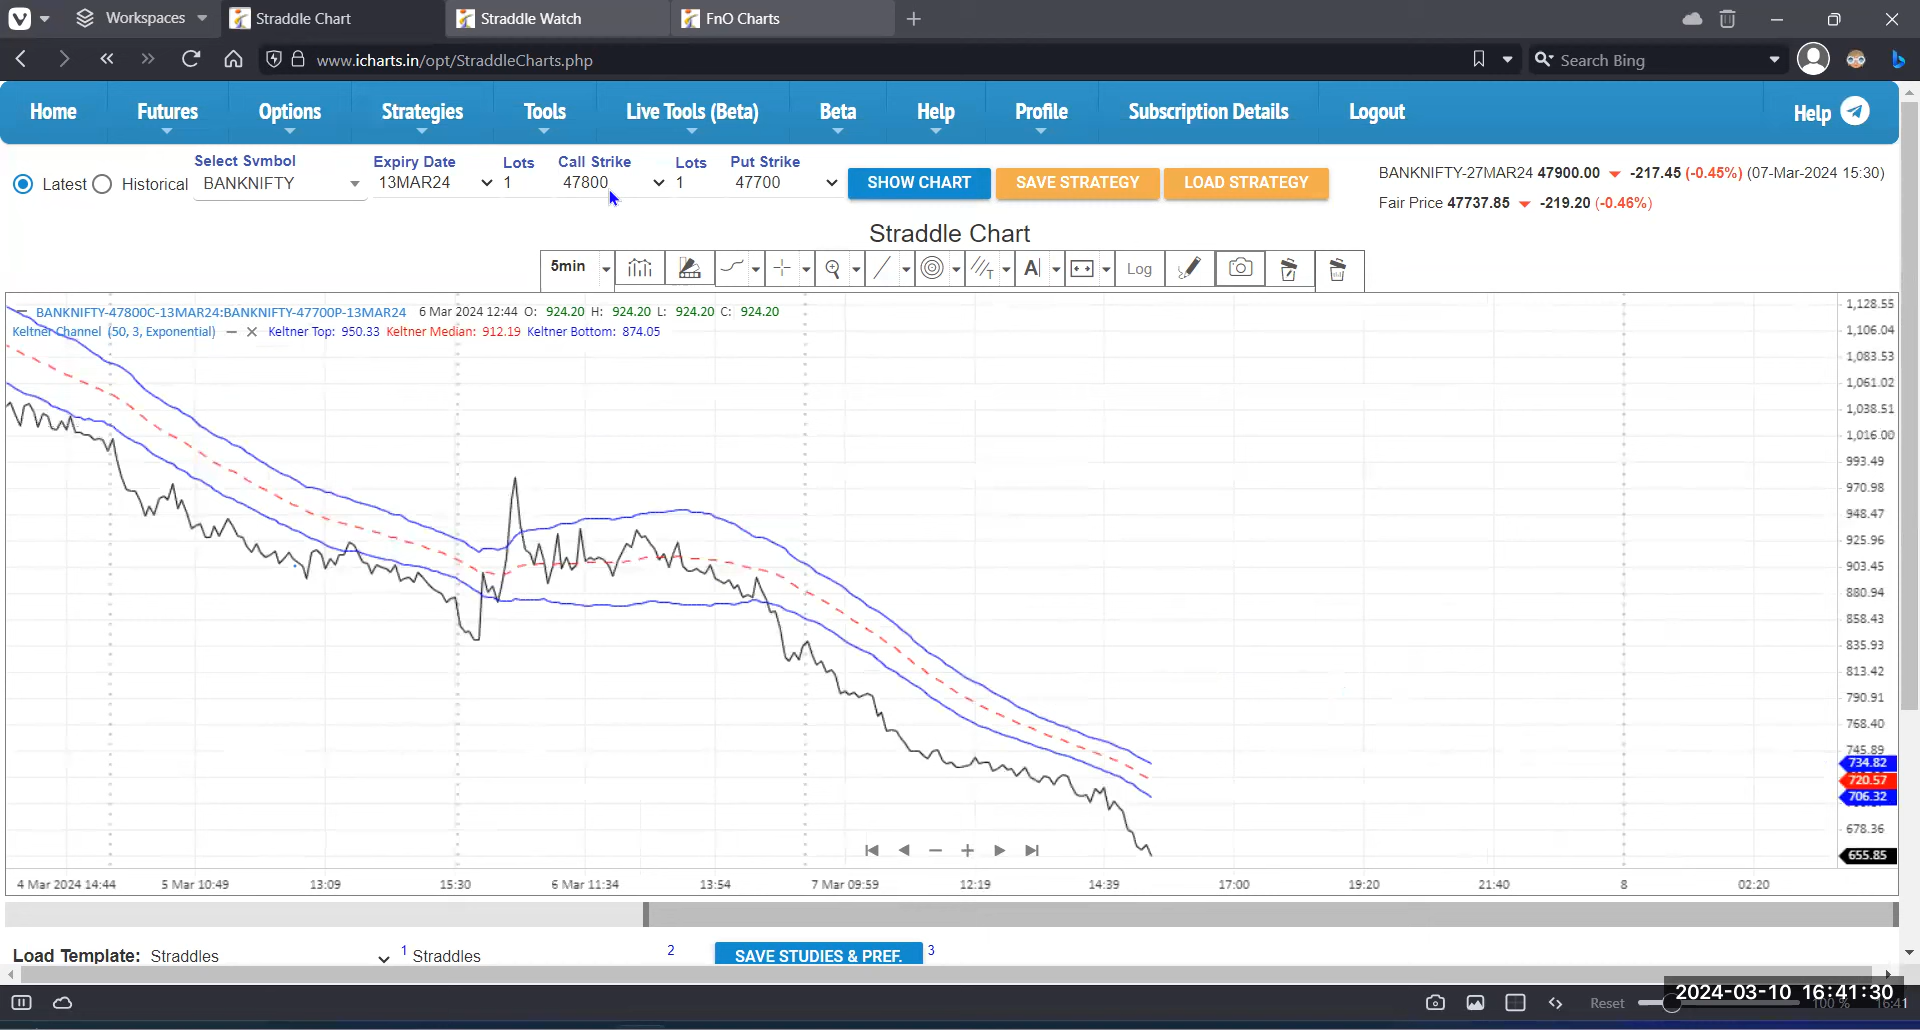 Workspaces
Straddle Chart
Straddle Watch
FnO Charts
www.icharts.in/opt/StraddleCharts.php
Search Bing
Home
Futures
Options
Strategies
Tools
Live Tools (Beta)
Beta
Help
Profile
Subscription Details
Logout
Help
Latest
Historical
Select Symbol
BANKNIFTY
Expiry Date
13MAR24
Lots
1
Call Strike
47800
Lots
1
Put Strike
47700
SHOW CHART
SAVE STRATEGY
LOAD STRATEGY
BANKNIFTY-27MAR24 47900.00 ▼ -217.45 (-0.45%) (07-Mar-2024 15:30)
Fair Price 47737.85 ▼ -219.20 (-0.46%)
Straddle Chart
5min
Log
BANKNIFTY-47800C-13MAR24:BANKNIFTY-47700P-13MAR24 6 Mar 2024 12:44 O: 924.20 H: 924.20 L: 924.20 C: 924.20
Keltner Channel (50, 3, Exponential) Keltner Top: 950.33 Keltner Median: 912.19 Keltner Bottom: 874.05
1,128.55
1,106.04
1,083.53
1,061.02
1,038.51
1,016.00
993.49
970.98
948.47
925.96
903.45
880.94
858.43
835.93
813.42
790.91
768.40
745.89
734.82
720.57
706.32
678.36
655.85
4 Mar 2024 14:44
5 Mar 10:49
13:09
15:30
6 Mar 11:34
13:54
7 Mar 09:59
12:19
14:39
17:00
19:20
21:40
8
02:20
Load Template: Straddles
1 Straddles
2
SAVE STUDIES & PREF.
3
Reset
100 %
16:41
2024-03-10 16:41:30